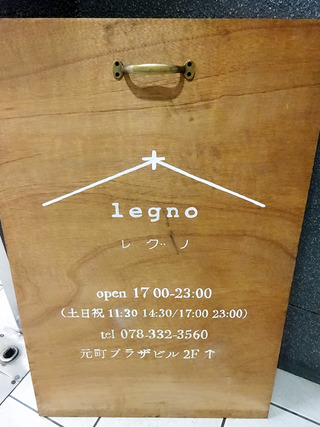 木
legno
レグノ
open 17 00-23:00
（土日祝 11:30 14:30/17:00 23:00）
tel 078-332-3560
元町プラザビル 2F ↑